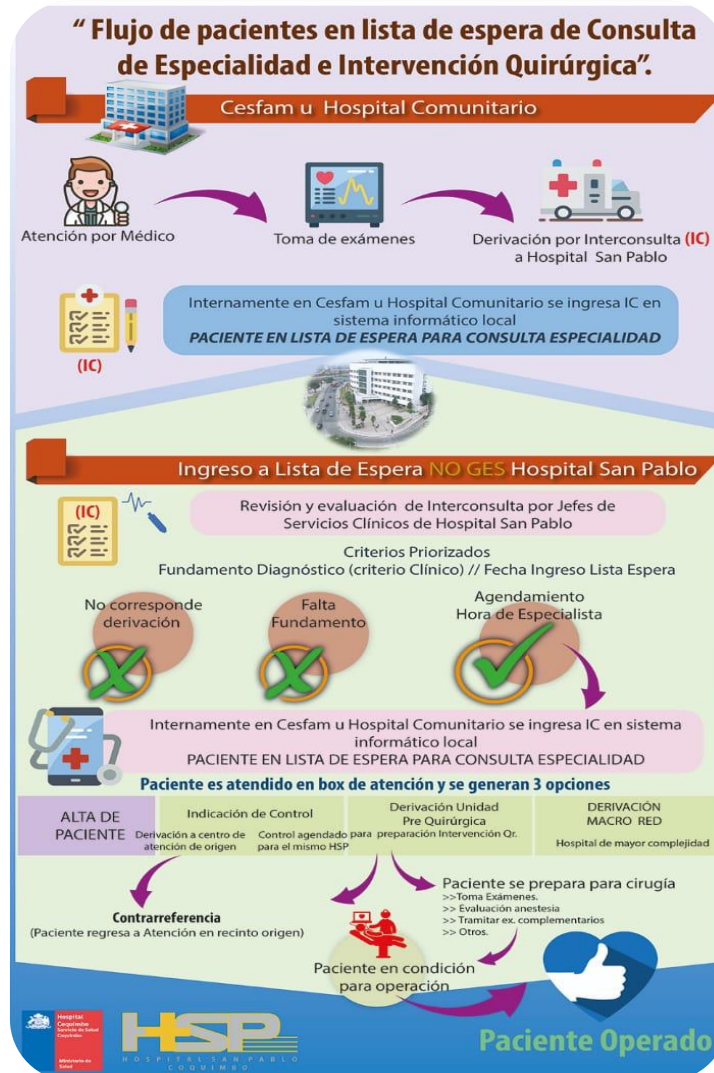 “ Flujo de pacientes en lista de espera de Consulta
de Especialidad e Intervención Quirúrgica”.
Cesfam u Hospital Comunitario
Atención por Médico
Toma de exámenes
Derivación por Interconsulta (IC)
a Hospital San Pablo
(IC)
Internamente en Cesfam u Hospital Comunitario se ingresa IC en
sistema informático local
PACIENTE EN LISTA DE ESPERA PARA CONSULTA ESPECIALIDAD
Ingreso a Lista de Espera NO GES Hospital San Pablo
(IC)
Revisión y evaluación de Interconsulta por Jefes de
Servicios Clínicos de Hospital San Pablo
Criterios Priorizados
Fundamento Diagnóstico (criterio Clínico) // Fecha Ingreso Lista Espera
No corresponde
derivación
Falta
Fundamento
Agendamiento
Hora de Especialista
Internamente en Cesfam u Hospital Comunitario se ingresa IC en sistema
informático local
PACIENTE EN LISTA DE ESPERA PARA CONSULTA ESPECIALIDAD
Paciente es atendido en box de atención y se generan 3 opciones
ALTA DE
PACIENTE
Indicación de Control
Derivación a centro de
atención de origen
Control agendado
para el mismo HSP
Derivación Unidad
Pre Quirúrgica
para preparación Intervención Qr.
DERIVACIÓN
MACRO RED
Hospital de mayor complejidad
Contrarreferencia
(Paciente regresa a Atención en recinto origen)
Paciente se prepara para cirugía
>>Toma Exámenes.
>> Evaluación anestesia
>> Tramitar ex. complementarios
>> Otros.
Paciente en condición
para operación
Paciente Operado
Hospital
Coquimbo
Servicio de Salud
Coquimbo
Ministerio de
Salud
HSP
HOSPITAL SAN PABLO
COQUIMBO